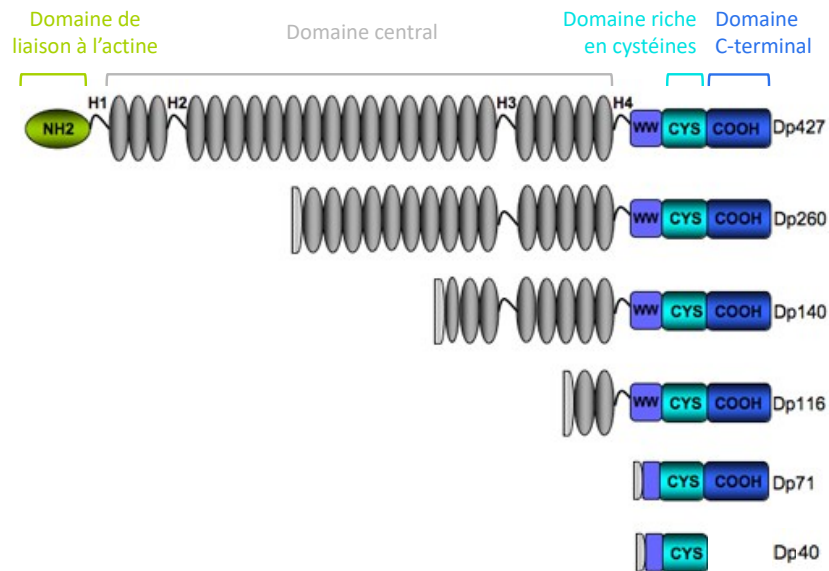 Domaine de
liaison à l'actine
Domaine central
Domaine riche
en cystéines
Domaine
C-terminal
H1 H2 H3 H4
NH2 WW CYS COOH Dp427
WW CYS COOH Dp260
WW CYS COOH Dp140
WW CYS COOH Dp116
CYS COOH Dp71
CYS Dp40